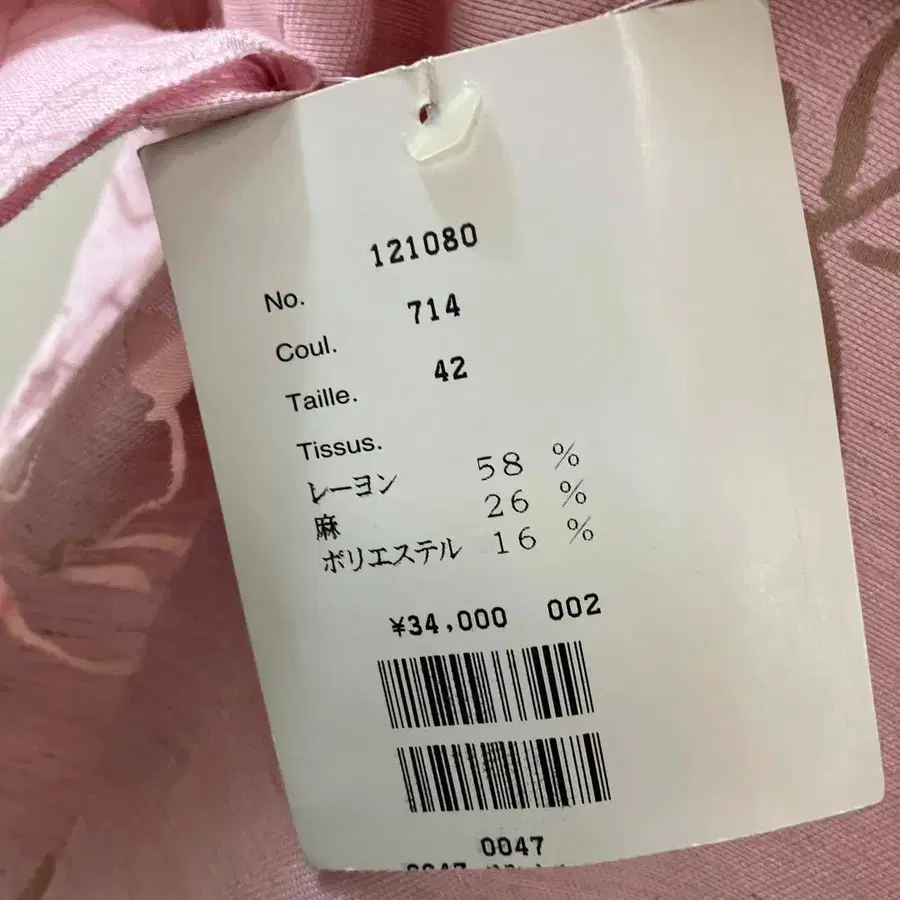 No. 121080
Coul. 714
Taille. 42
Tissus.
レーヨン 58 %
麻 26 %
ポリエステル 16 %
¥34,000 002
0047